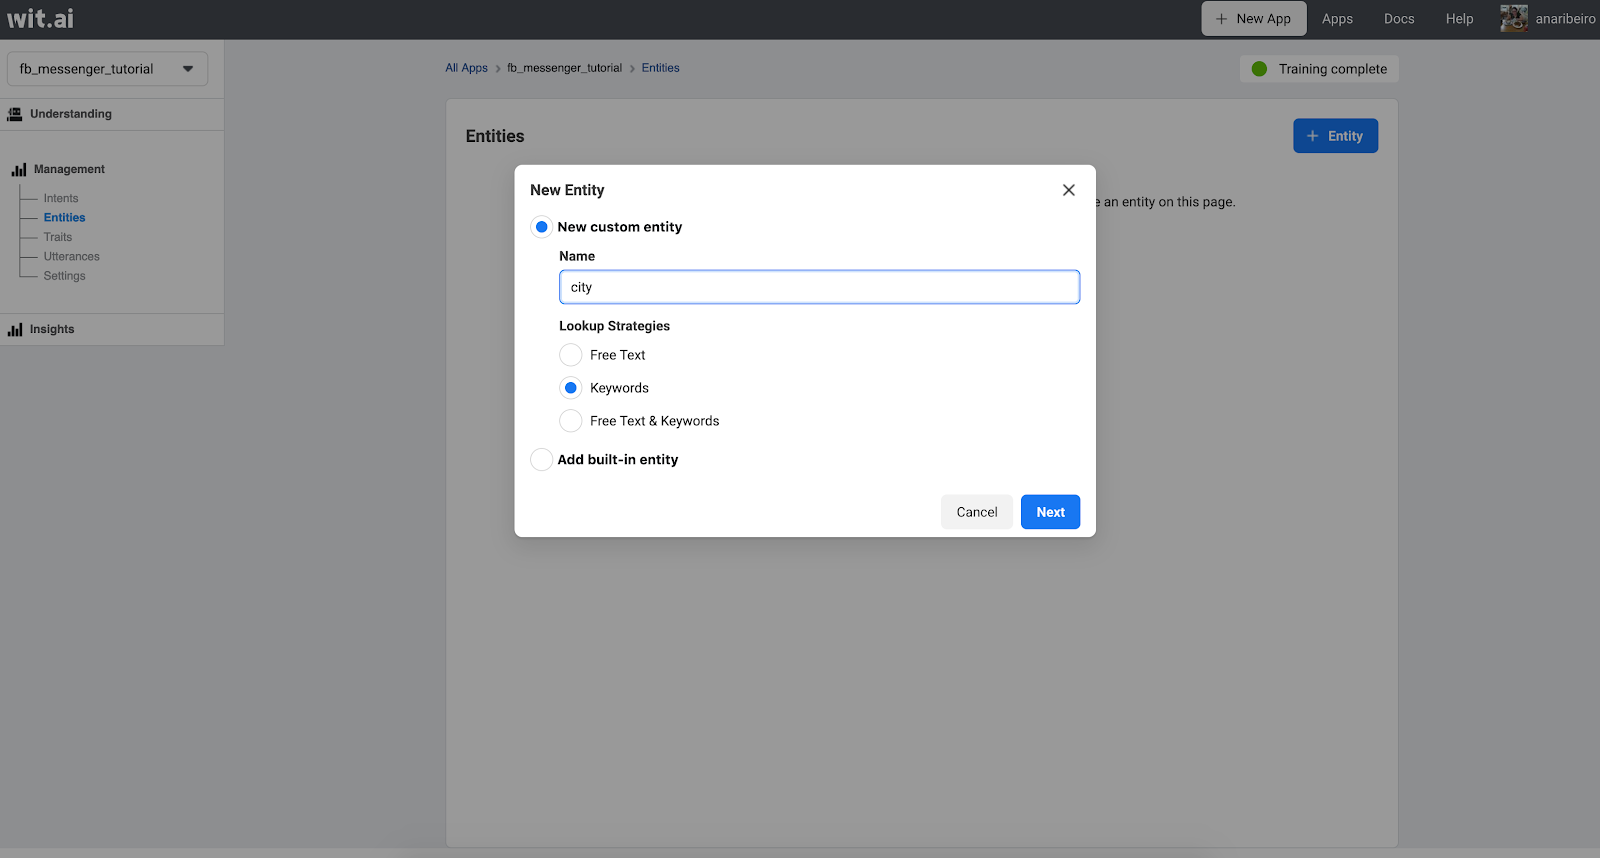 wit.ai
+ New App
Apps
Docs
Help
anaribeiro
fb_messenger_tutorial
All Apps > fb_messenger_tutorial > Entities
Training complete
Understanding
Management
Intents
Entities
Traits
Utterances
Settings
Insights
Entities
+ Entity
e an entity on this page.
New Entity
New custom entity
Name
city
Lookup Strategies
Free Text
Keywords
Free Text & Keywords
Add built-in entity
Cancel
Next